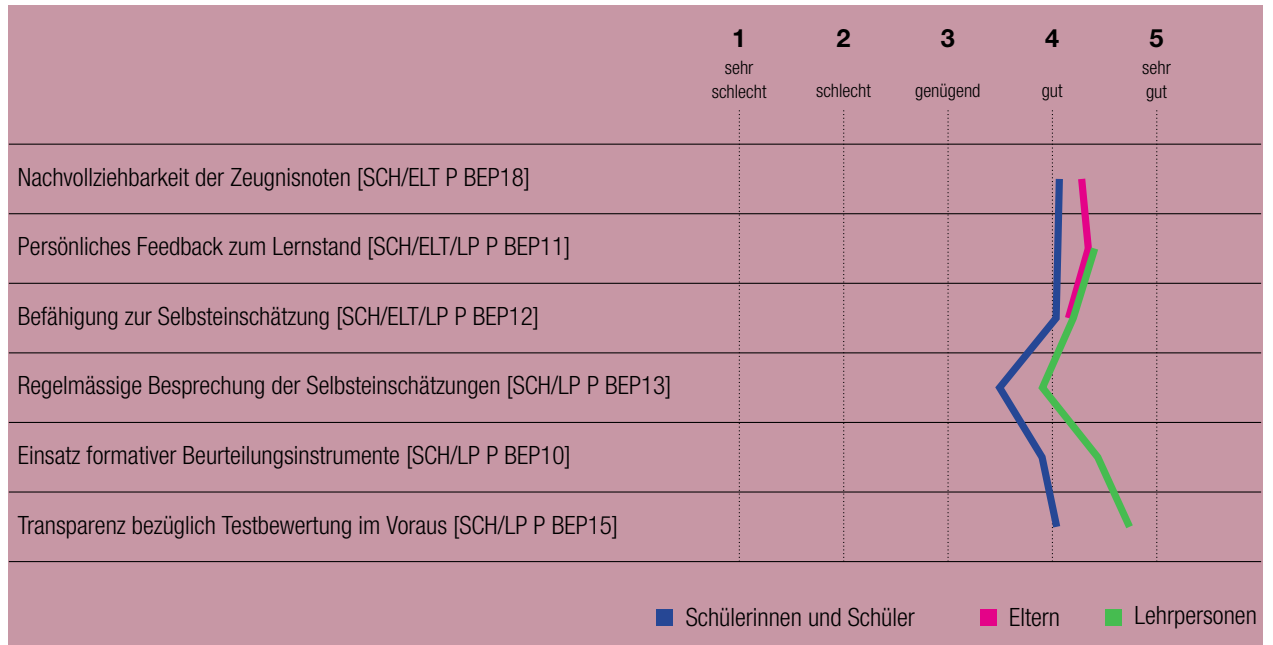 1 2 3 4 5
sehr schlecht schlecht genügend gut sehr gut
Nachvollziehbarkeit der Zeugnisnoten [SCH/ELT P BEP18]
Persönliches Feedback zum Lernstand [SCH/ELT/LP P BEP11]
Befähigung zur Selbsteinschätzung [SCH/ELT/LP P BEP12]
Regelmässige Besprechung der Selbsteinschätzungen [SCH/LP P BEP13]
Einsatz formativer Beurteilungsinstrumente [SCH/LP P BEP10]
Transparenz bezüglich Testbewertung im Voraus [SCH/LP P BEP15]
Schülerinnen und Schüler Eltern Lehrpersonen